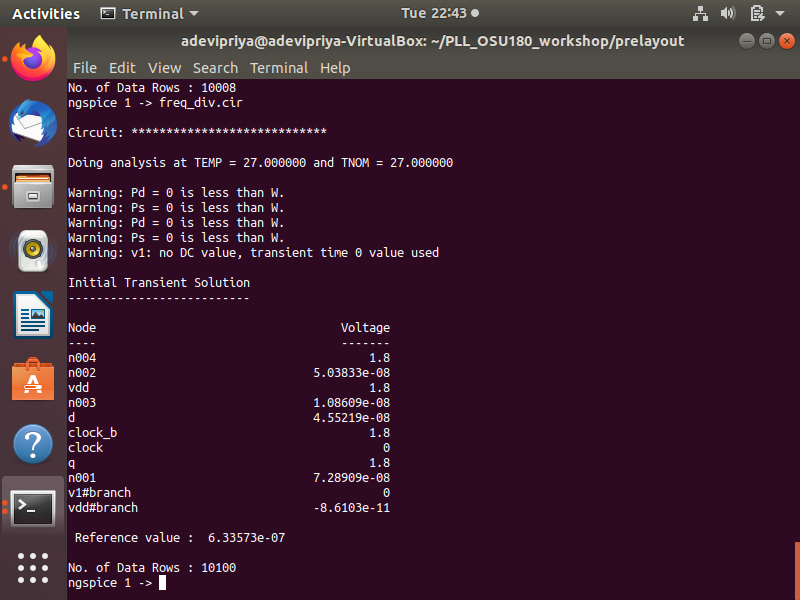 Activities Terminal Tue 22:43
adevipriya@adevipriya-VirtualBox: ~/PLL_OSU180_workshop/prelayout
File Edit View Search Terminal Help
No. of Data Rows : 10008
ngspice 1 -> freq_div.cir
Circuit: ****************************
Doing analysis at TEMP = 27.000000 and TNOM = 27.000000
Warning: Pd = 0 is less than W.
Warning: Ps = 0 is less than W.
Warning: Pd = 0 is less than W.
Warning: Ps = 0 is less than W.
Warning: v1: no DC value, transient time 0 value used
Initial Transient Solution
--------------------------
Node Voltage
---- -------
n004 1.8
n002 5.03833e-08
vdd 1.8
n003 1.08609e-08
d 4.55219e-08
clock_b 1.8
clock 0
q 1.8
n001 7.28909e-08
v1#branch 0
vdd#branch -8.6103e-11
Reference value : 6.33573e-07
No. of Data Rows : 10100
ngspice 1 ->